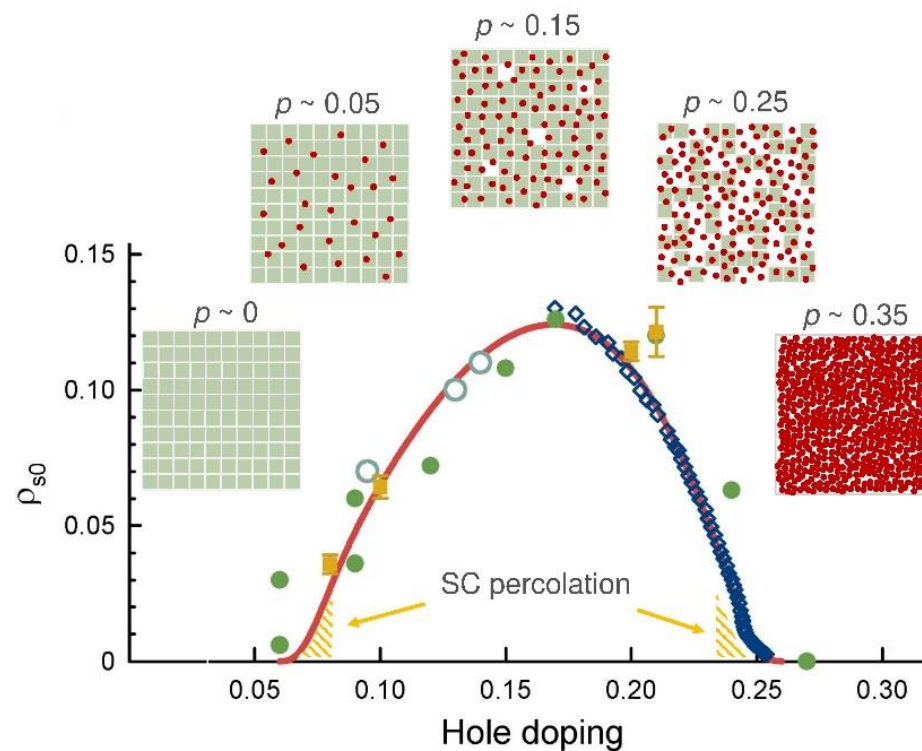 p ~ 0.15
p ~ 0.05
p ~ 0.25
p ~ 0
p ~ 0.35
0.15
0.10
0.05
0
ρs0
SC percolation
0.05 0.10 0.15 0.20 0.25 0.30
Hole doping